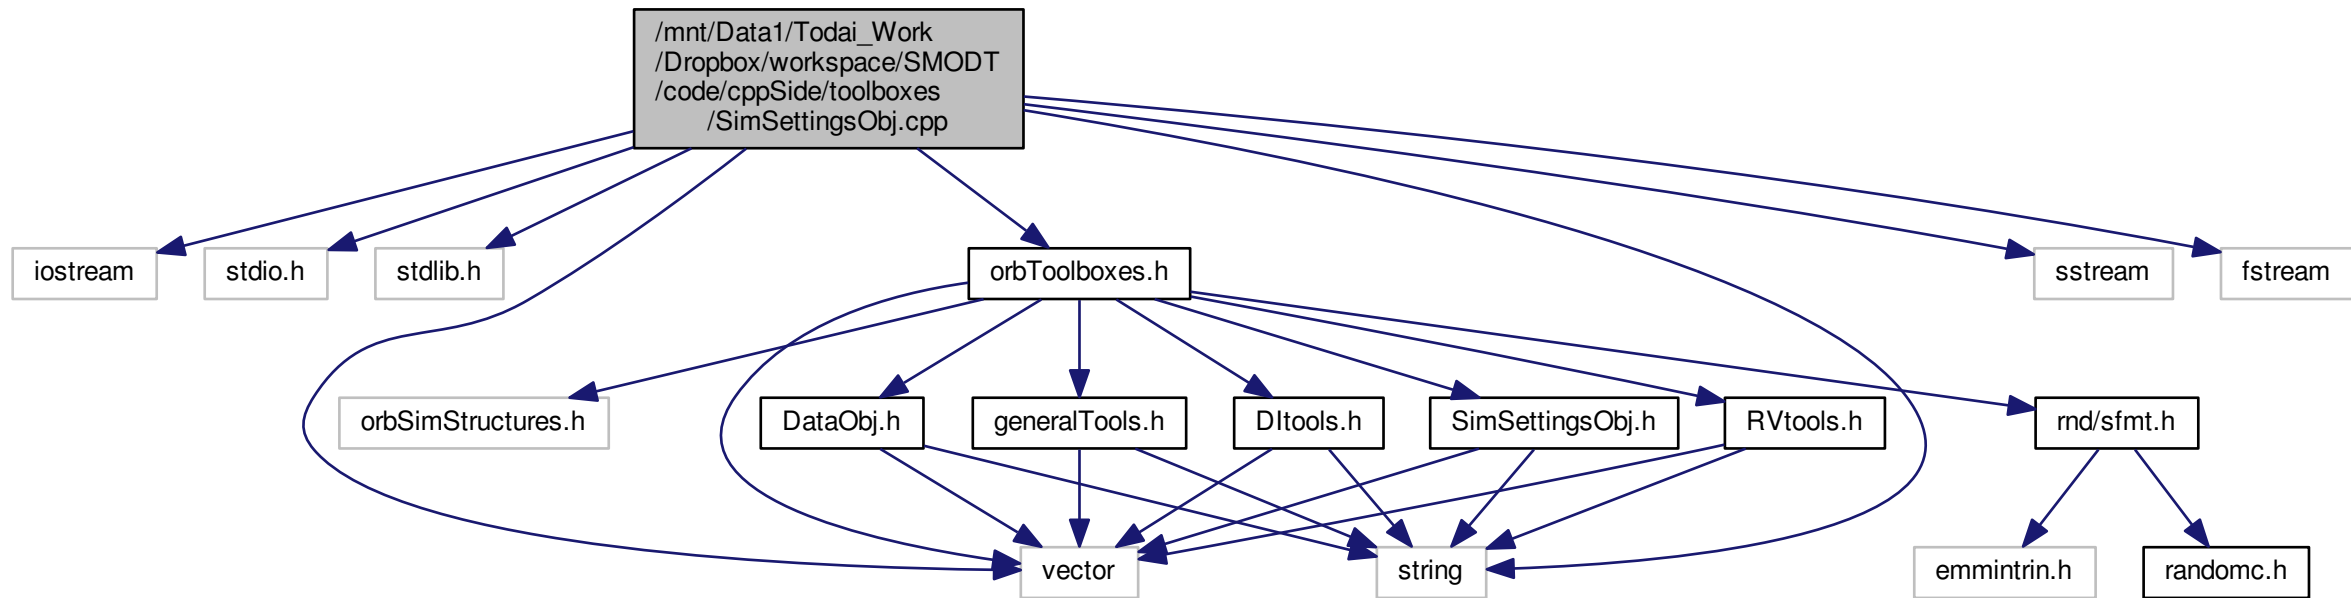 /mnt/Data1/Todai_Work
/Dropbox/workspace/SMODT
/code/cppSide/toolboxes
/SimSettingsObj.cpp
iostream
stdio.h
stdlib.h
orbToolboxes.h
sstream
fstream
orbSimStructures.h
DataObj.h
generalTools.h
DItools.h
SimSettingsObj.h
RVtools.h
rnd/sfmt.h
vector
string
emmintrin.h
randomc.h